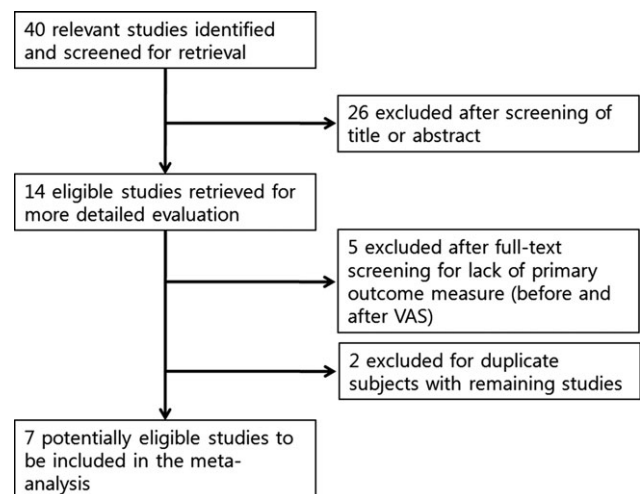 40 relevant studies identified
and screened for retrieval
26 excluded after screening of
title or abstract
14 eligible studies retrieved for
more detailed evaluation
5 excluded after full-text
screening for lack of primary
outcome measure (before and
after VAS)
2 excluded for duplicate
subjects with remaining studies
7 potentially eligible studies to
be included in the meta-
analysis